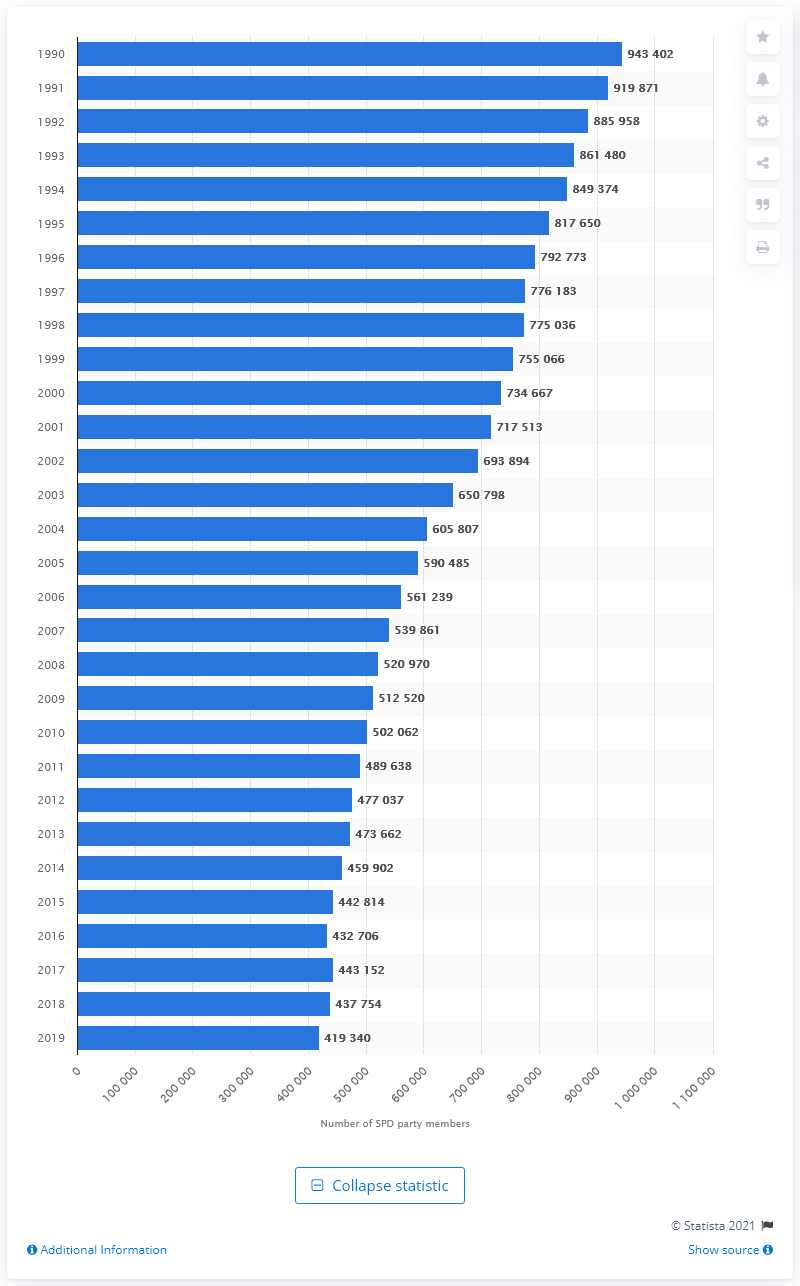 1990 943 402
1991 919 871
1992 885 958
1993 861 480
1994 849 374
1995 817 650
1996 792 773
1997 776 183
1998 775 036
1999 755 066
2000 734 667
2001 717 513
2002 693 894
2003 650 798
2004 605 807
2005 590 485
2006 561 239
2007 539 861
2008 520 970
2009 512 520
2010 502 062
2011 489 638
2012 477 037
2013 473 662
2014 459 902
2015 442 814
2016 432 706
2017 443 152
2018 437 754
2019 419 340
0 100 000 200 000 300 000 400 000 500 000 600 000 700 000 800 000 900 000 1 000 000 1 100 000
Number of SPD party members
Collapse statistic
© Statista 2021
Additional Information Show source